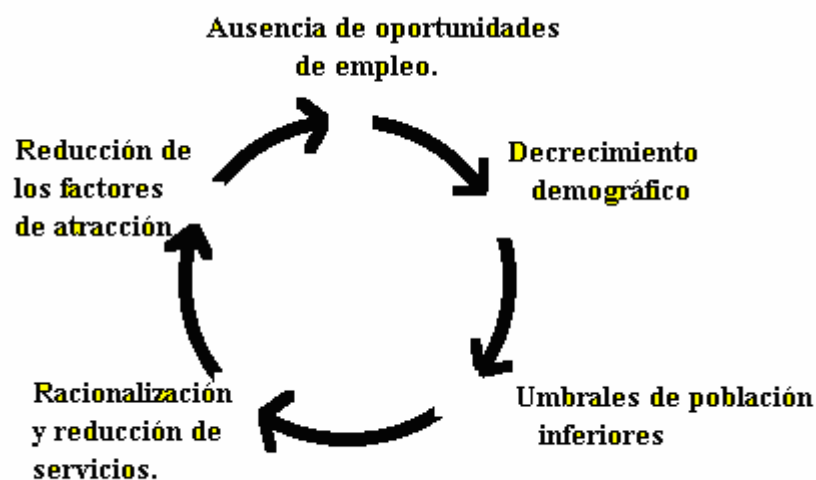 Ausencia de oportunidades
de empleo.
Decrecimiento
demográfico
Umbrales de población
inferiores
Racionalización
y reducción de
servicios.
Reducción de
los factores
de atracción